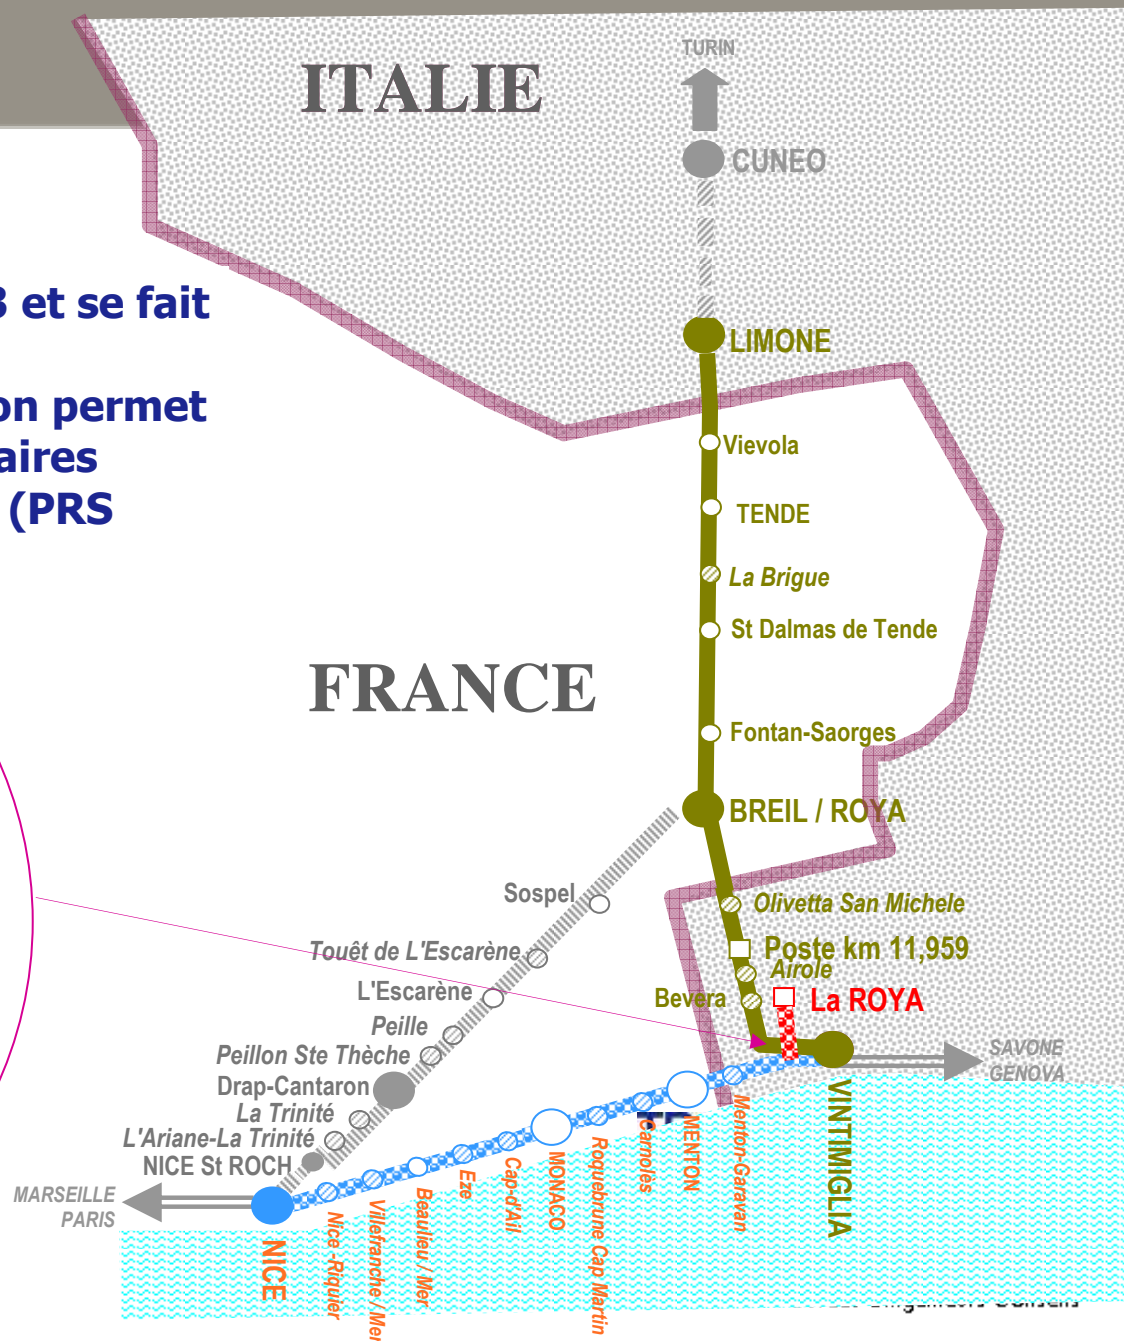 TURIN
ITALIE
CUNEO
3 et se fait
LIMONE
on permet
aires
(PRS
Vievola
TENDE
La Brigue
St Dalmas de Tende
FRANCE
Fontan-Saorges
BREIL / ROYA
Sospel
Olivetta San Michele
Touêt de L'Escarène
Poste km 11,959
Airole
L'Escarène
Bevera
La ROYA
Peille
Peillon Ste Thèche
SAVONE
GENOVA
Drap-Cantaron
La Trinité
L'Ariane-La Trinité
NICE St ROCH
MARSEILLE
PARIS
NICE
Nice -Riquier
Villefranche / Mer
Beaulieu / Mer
Eze
Cap-d'Ail
MONACO
Roquebrune Cap Martin
Carnolès
MENTON
Menton-Garavan
VINTIMIGLIA